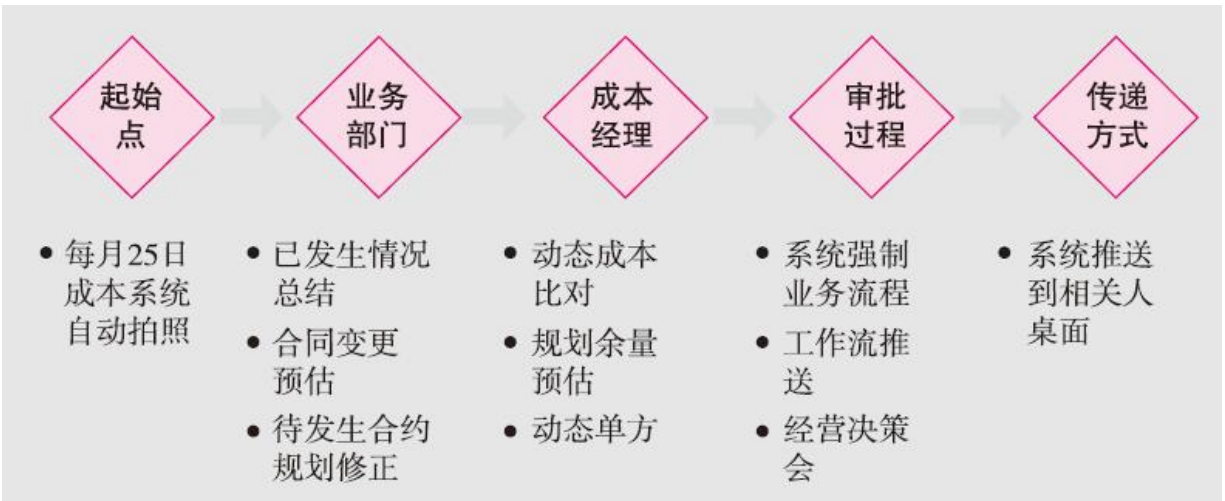 起始
点
业务
部门
成本
经理
审批
过程
传递
方式
• 每月25日
成本系统
自动拍照
• 已发生情况
总结
• 合同变更
预估
• 待发生合约
规划修正
• 动态成本
比对
• 规划余量
预估
• 动态单方
• 系统强制
业务流程
• 工作流推
送
• 经营决策
会
• 系统推送
到相关人
桌面